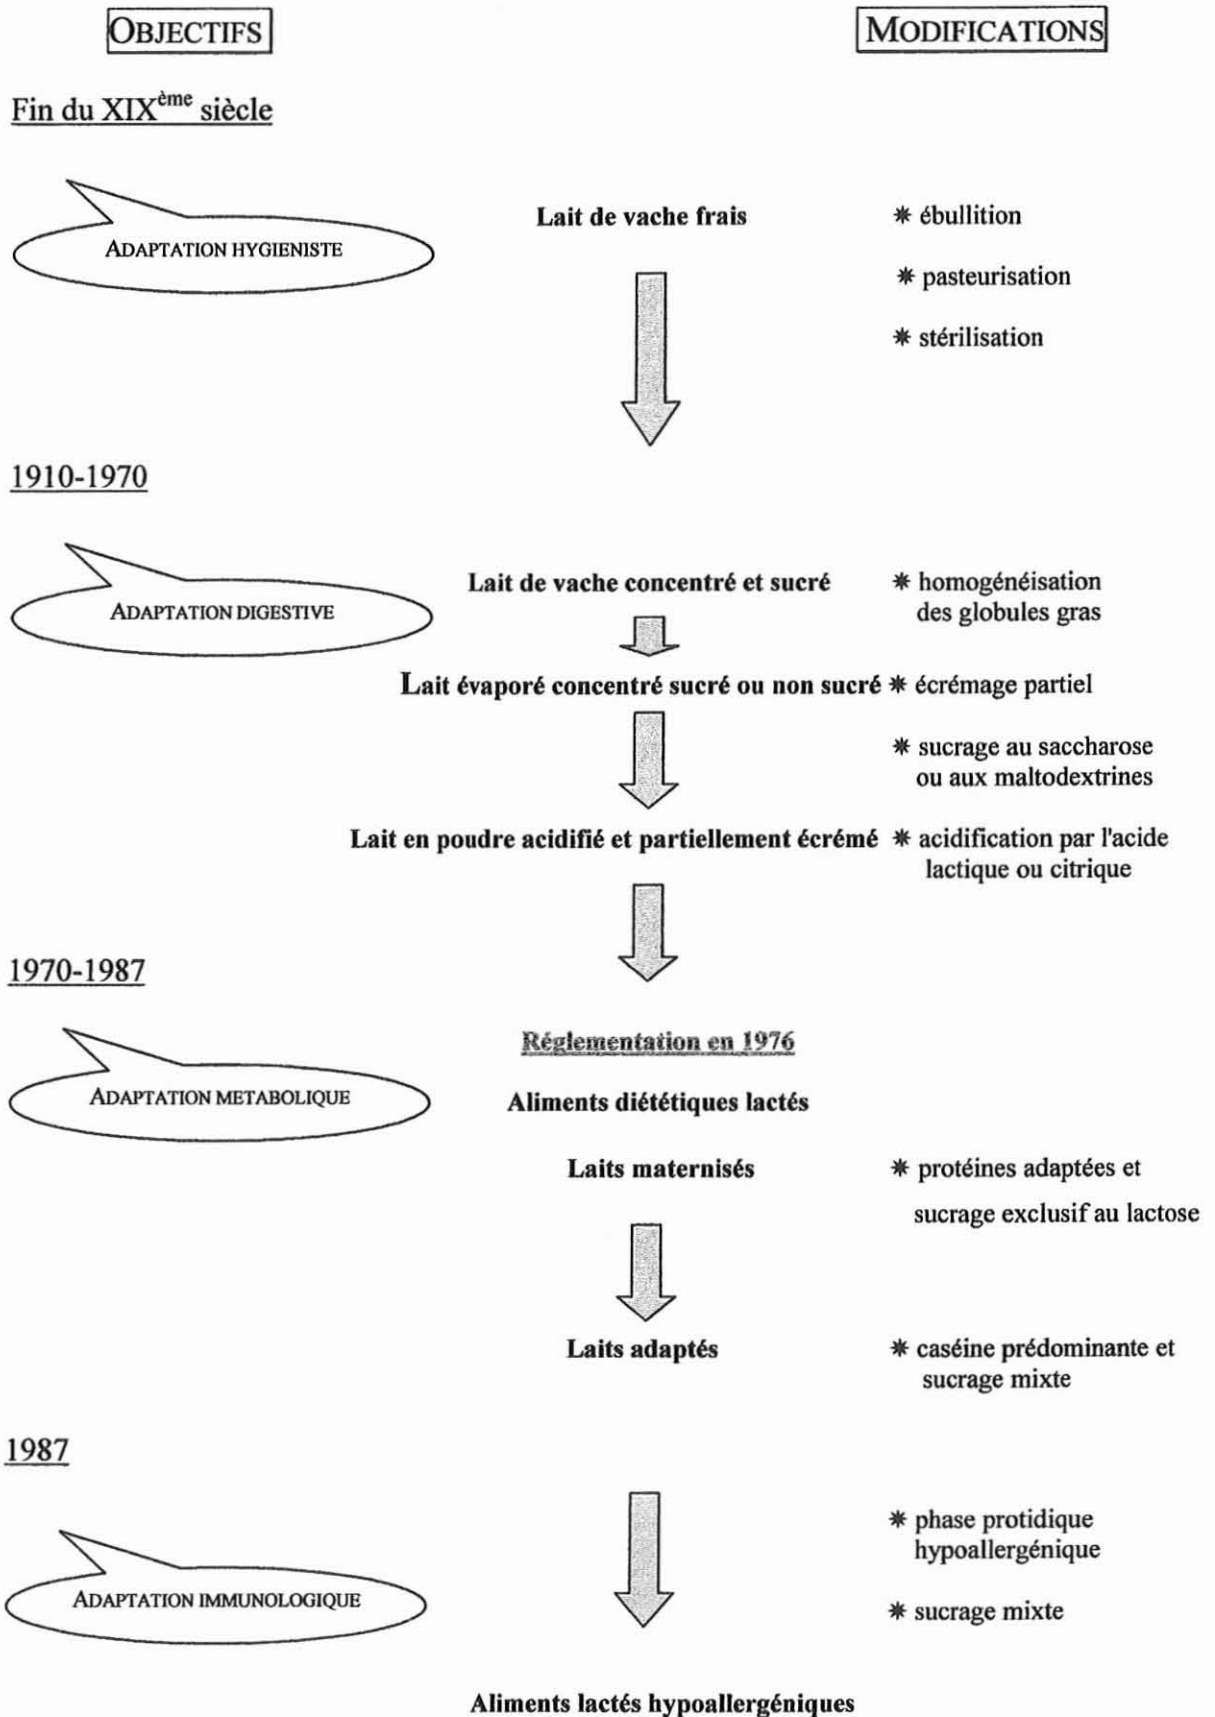 OBJECTIFS
MODIFICATIONS
Fin du XIXème siècle
ADAPTATION HYGIENISTE
Lait de vache frais
* ébullition
* pasteurisation
* stérilisation
1910-1970
ADAPTATION DIGESTIVE
Lait de vache concentré et sucré
* homogénéisation
des globules gras
Lait évaporé concentré sucré ou non sucré
* écrémage partiel
* sucrage au saccharose
ou aux maltodextrines
Lait en poudre acidifié et partiellement écrémé
* acidification par l'acide
lactique ou citrique
1970-1987
ADAPTATION METABOLIQUE
Réglementation en 1976
Aliments diététiques lactés
Laits maternisés
* protéines adaptées et
sucrage exclusif au lactose
Laits adaptés
* caséine prédominante et
sucrage mixte
1987
ADAPTATION IMMUNOLOGIQUE
* phase protidique
hypoallergénique
* sucrage mixte
Aliments lactés hypoallergéniques